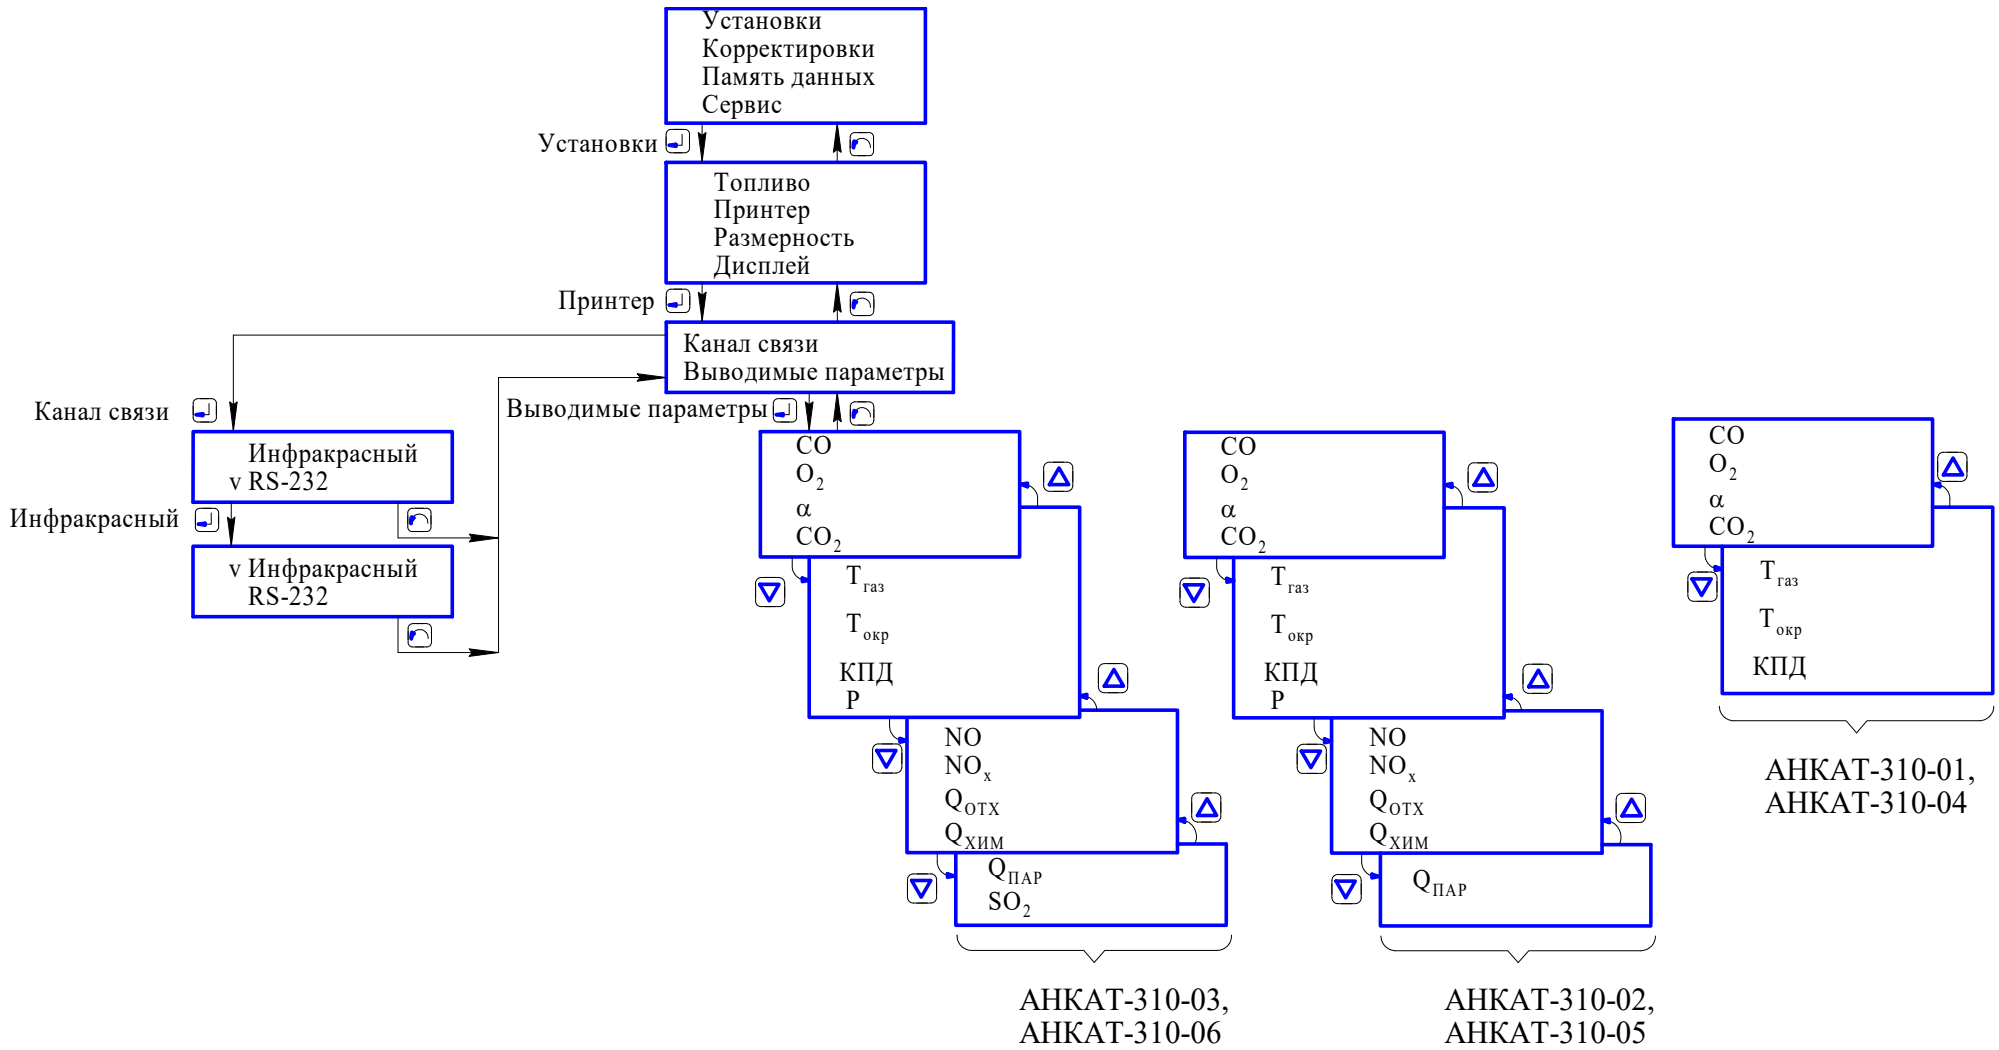 Установки
Корректировки
Память данных
Сервис
Установки
Топливо
Принтер
Размерность
Дисплей
Принтер
Канал связи
Выводимые параметры
Канал связи
Инфракрасный
v RS-232
Инфракрасный
v Инфракрасный
RS-232
Выводимые параметры
CO
O₂
α
CO₂
Tгаз
Tокр
КПД
P
NO
NOx
QОТХ
QХИМ
QПАР
SO₂
АНКАТ-310-03,
АНКАТ-310-06
CO
O₂
α
CO₂
Tгаз
Tокр
КПД
P
NO
NOx
QОТХ
QХИМ
QПАР
АНКАТ-310-02,
АНКАТ-310-05
CO
O₂
α
CO₂
Tгаз
Tокр
КПД
АНКАТ-310-01,
АНКАТ-310-04